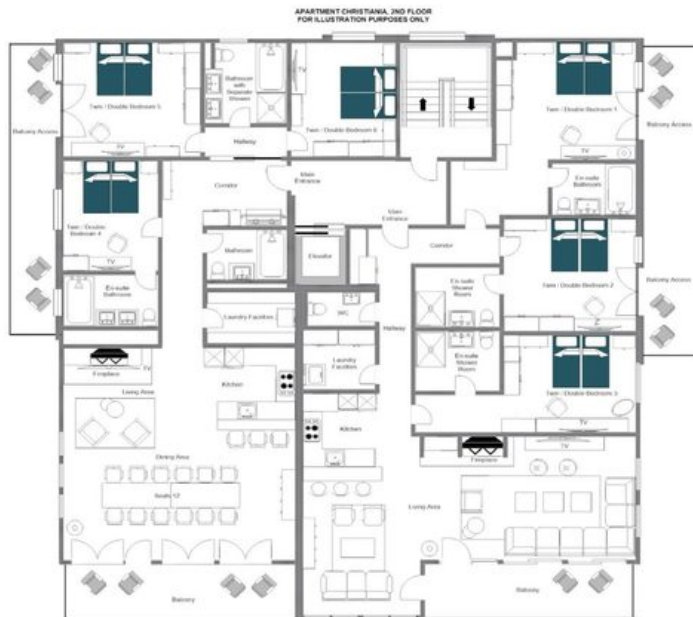 APARTMENT CHRISTIANIA, 2ND FLOOR
FOR ILLUSTRATION PURPOSES ONLY
TV
Bathroom
with
Separate
Shower
Twin / Double Bedroom 5
TV
Twin / Double Bedroom 6
Twin / Double Bedroom 1
TV
Balcony Access
Balcony Access
Hallway
Main
Entrance
Corridor
En-suite
Bathroom
Main
Entrance
Twin / Double
Bedroom 4
TV
Corridor
Bathroom
Elevator
En-suite
Bathroom
En-suite
Shower
Room
Twin / Double Bedroom 2
Balcony Access
Laundry Facilities
WC
Hallway
En-suite
Shower
Room
Laundry
Facilities
Fireplace
TV
Living Area
Kitchen
Twin / Double Bedroom 3
TV
Kitchen
Dining Area
Seats 12
Fireplace
TV
Living Area
Balcony
Balcony